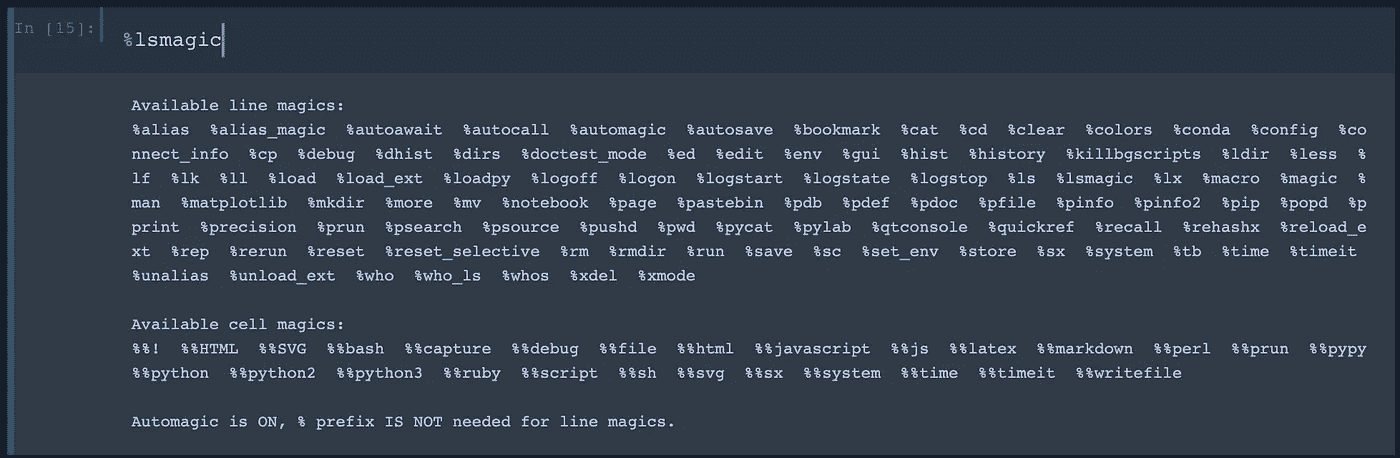 In [15]:
%lsmagic
Available line magics:
%alias  %alias_magic  %autoawait  %autocall  %automagic  %autosave  %bookmark  %cat  %cd  %clear  %colors  %conda  %config  %co
nnect_info  %cp  %debug  %dhist  %dirs  %doctest_mode  %ed  %edit  %env  %gui  %hist  %history  %killbgscripts  %ldir  %less  %
lf  %lk  %ll  %load  %load_ext  %loadpy  %logoff  %logon  %logstart  %logstate  %logstop  %ls  %lsmagic  %lx  %macro  %magic  %
man  %matplotlib  %mkdir  %more  %mv  %notebook  %page  %pastebin  %pdb  %pdef  %pdoc  %pfile  %pinfo  %pinfo2  %pip  %popd  %p
print  %precision  %prun  %psearch  %psource  %pushd  %pwd  %pycat  %pylab  %qtconsole  %quickref  %recall  %rehashx  %reload_e
xt  %rep  %rerun  %reset  %reset_selective  %rm  %rmdir  %run  %save  %sc  %set_env  %store  %sx  %system  %tb  %time  %timeit
%unalias  %unload_ext  %who  %who_ls  %whos  %xdel  %xmode
Available cell magics:
%%!  %%HTML  %%SVG  %%bash  %%capture  %%debug  %%file  %%html  %%javascript  %%js  %%latex  %%markdown  %%perl  %%prun  %%pypy
%%python  %%python2  %%python3  %%ruby  %%script  %%sh  %%svg  %%sx  %%system  %%time  %%timeit  %%writefile
Automagic is ON, % prefix IS NOT needed for line magics.